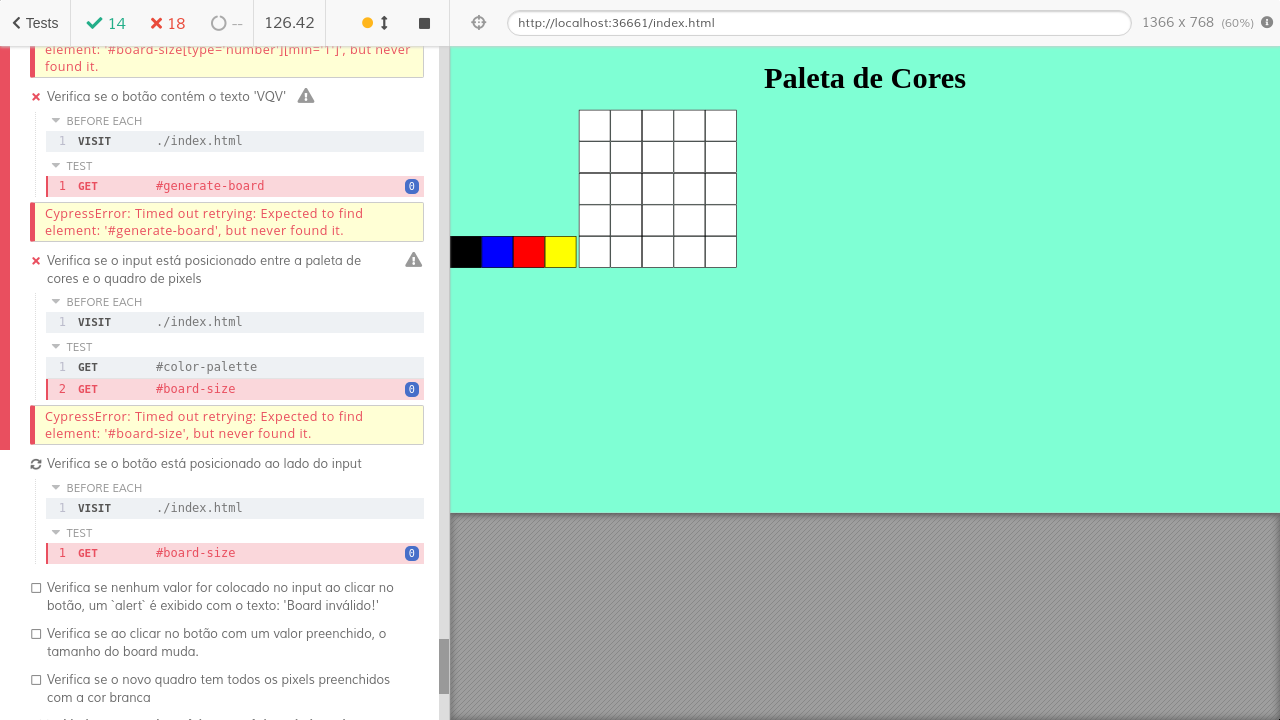 Tests
14
18
--
126.42
http://localhost:36661/index.html
1366 x 768 (60%)
element: '#board-size[type='number'][min='1']', but never
found it.
Verifica se o botão contém o texto 'VQV'
BEFORE EACH
1 VISIT ./index.html
TEST
1 GET #generate-board 0
CypressError: Timed out retrying: Expected to find
element: '#generate-board', but never found it.
Verifica se o input está posicionado entre a paleta de
cores e o quadro de pixels
BEFORE EACH
1 VISIT ./index.html
TEST
1 GET #color-palette
2 GET #board-size 0
CypressError: Timed out retrying: Expected to find
element: '#board-size', but never found it.
Verifica se o botão está posicionado ao lado do input
BEFORE EACH
1 VISIT ./index.html
TEST
1 GET #board-size 0
Verifica se nenhum valor for colocado no input ao clicar no
botão, um `alert` é exibido com o texto: 'Board inválido!'
Verifica se ao clicar no botão com um valor preenchido, o
tamanho do board muda.
Verifica se o novo quadro tem todos os pixels preenchidos
com a cor branca
Paleta de Cores